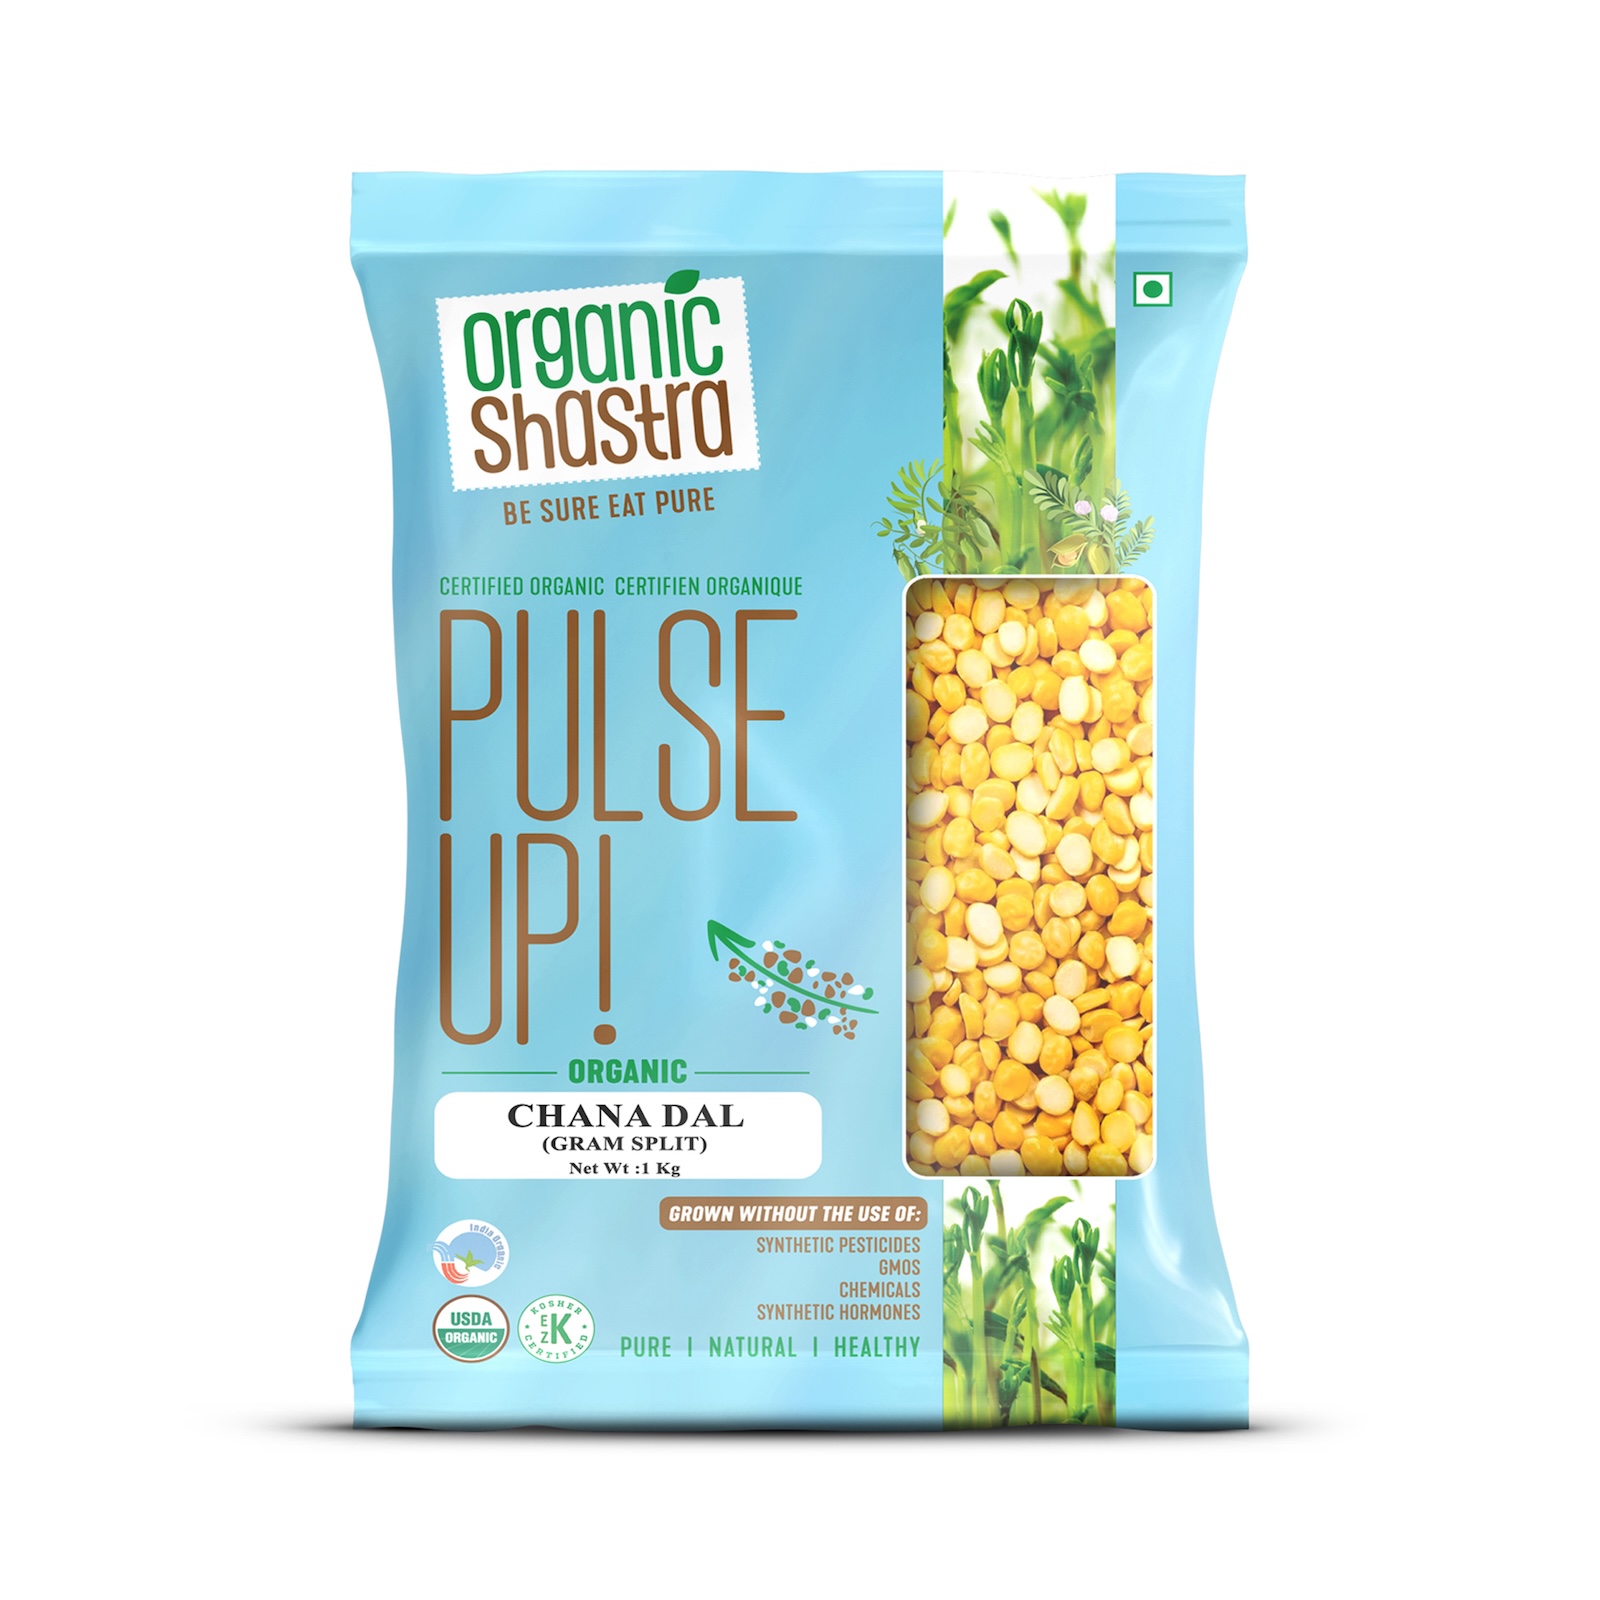 organic
shastra
BE SURE EAT PURE
CERTIFIED ORGANIC CERTIFIEN ORGANIQUE
PULSE
UP!
ORGANIC
CHANA DAL
(GRAM SPLIT)
Net Wt :1 Kg
GROWN WITHOUT THE USE OF:
SYNTHETIC PESTICIDES
GMOS
CHEMICALS
SYNTHETIC HORMONES
PURE I NATURAL I HEALTHY
India Organic
USDA
ORGANIC
KOSHER
EZ K
CERTIFIED